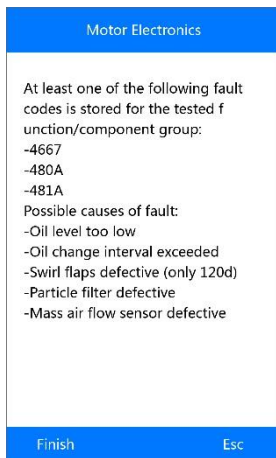 Motor Electronics
At least one of the following fault
codes is stored for the tested f
unction/component group:
-4667
-480A
-481A
Possible causes of fault:
-Oil level too low
-Oil change interval exceeded
-Swirl flaps defective (only 120d)
-Particle filter defective
-Mass air flow sensor defective
Finish Esc